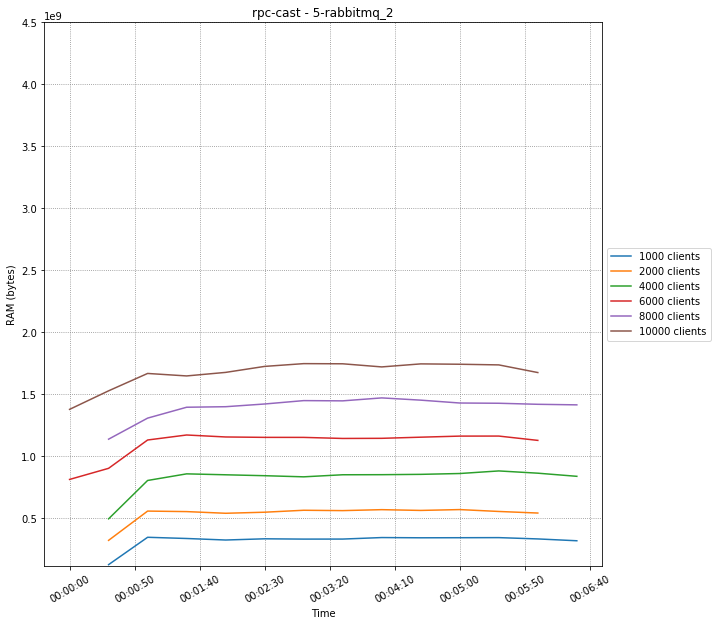 rpc-cast - 5-rabbitmq_2
1e9
4.5
4.0
3.5
3.0
2.5
2.0
1.5
1.0
0.5
RAM (bytes)
00:00:00
00:00:50
00:01:40
00:02:30
00:03:20
00:04:10
00:05:00
00:05:50
00:06:40
Time
1000 clients
2000 clients
4000 clients
6000 clients
8000 clients
10000 clients